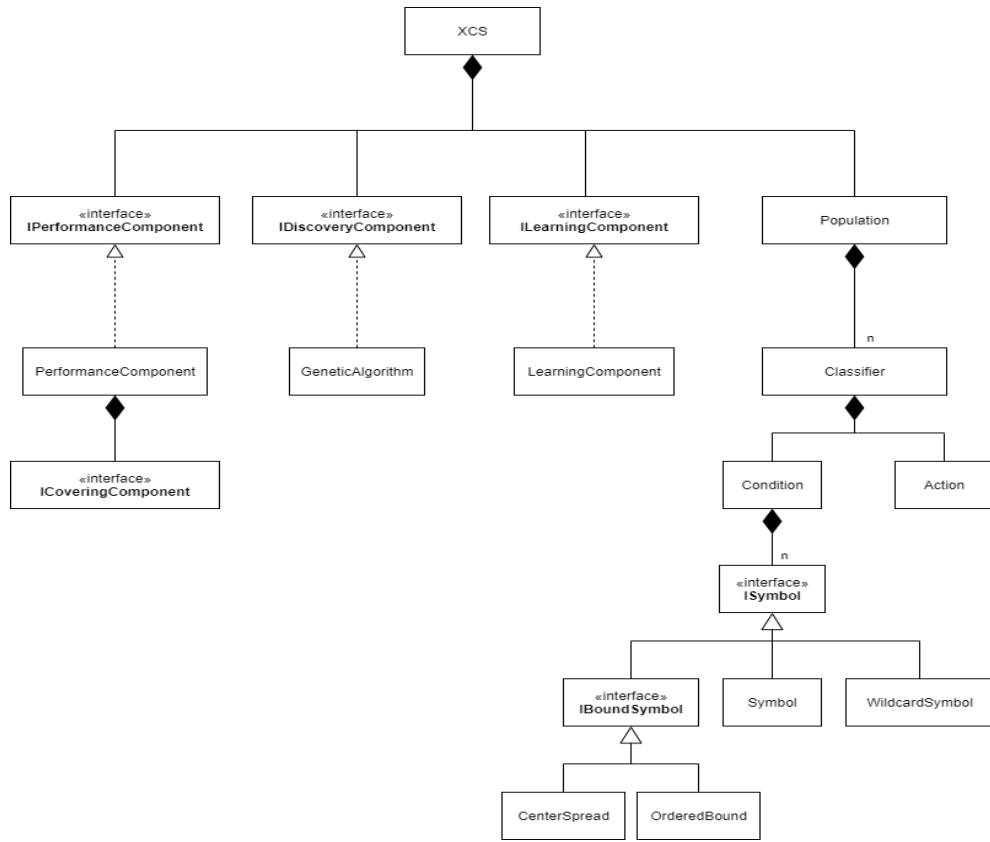 XCS
«interface»
IPerformanceComponent
«interface»
IDiscoveryComponent
«interface»
ILearningComponent
Population
n
PerformanceComponent
GeneticAlgorithm
LearningComponent
Classifier
«interface»
ICoveringComponent
Condition
Action
n
«interface»
ISymbol
«interface»
IBoundSymbol
Symbol
WildcardSymbol
CenterSpread
OrderedBound